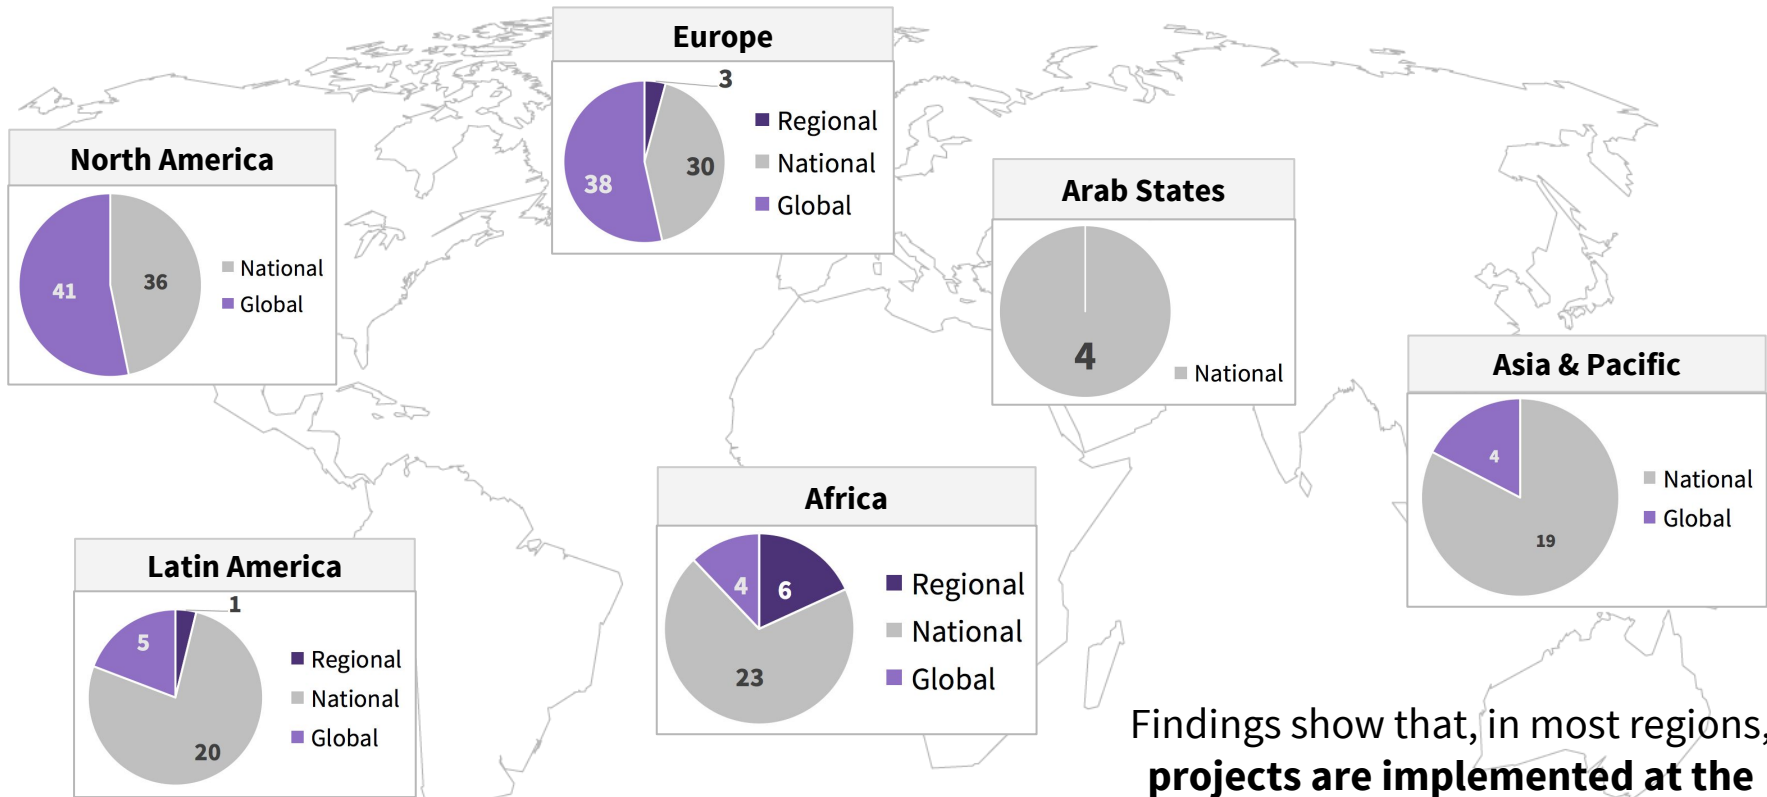 Europe
3
30
38
Regional
National
Global
North America
41
36
National
Global
Arab States
4
National
Asia & Pacific
4
19
National
Global
Africa
4
6
23
Regional
National
Global
Latin America
1
5
20
Regional
National
Global
Findings show that, in most regions,
projects are implemented at the